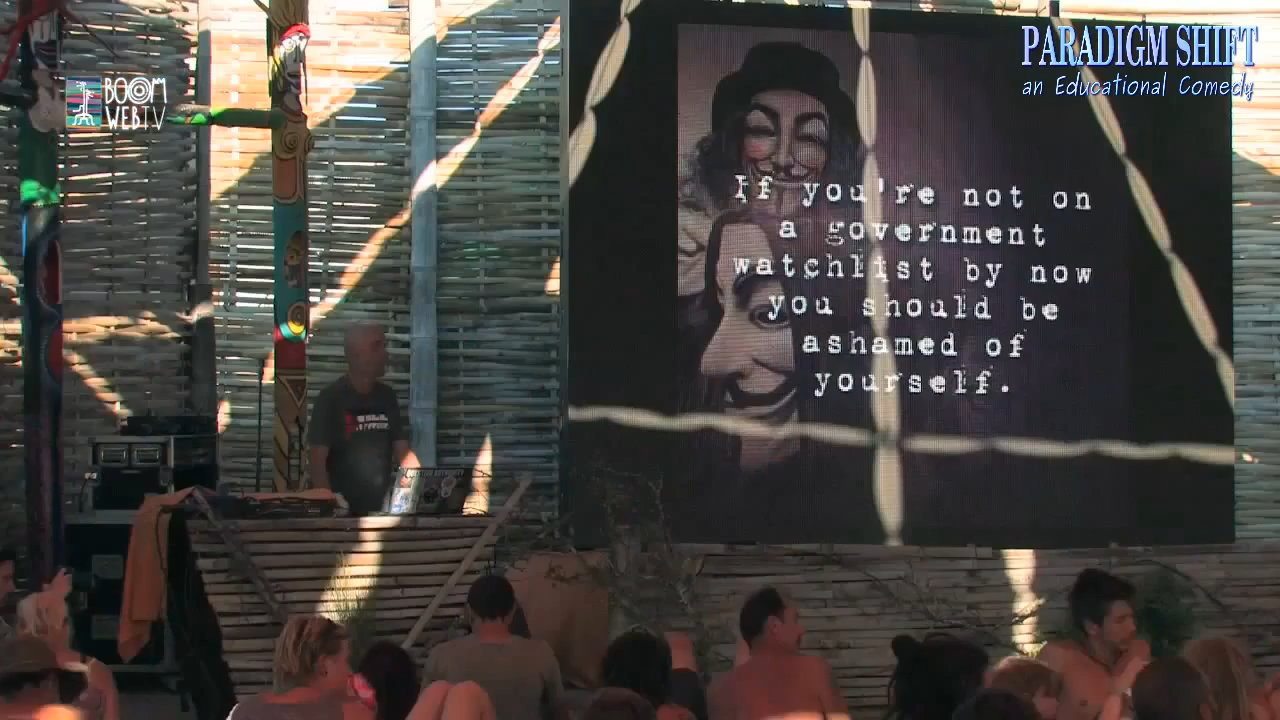 BOOM
WEBTV
PARADIGM SHIFT
an Educational Comedy
If you're not on
a government
watchlist by now
you should be
ashamed of
yourself.